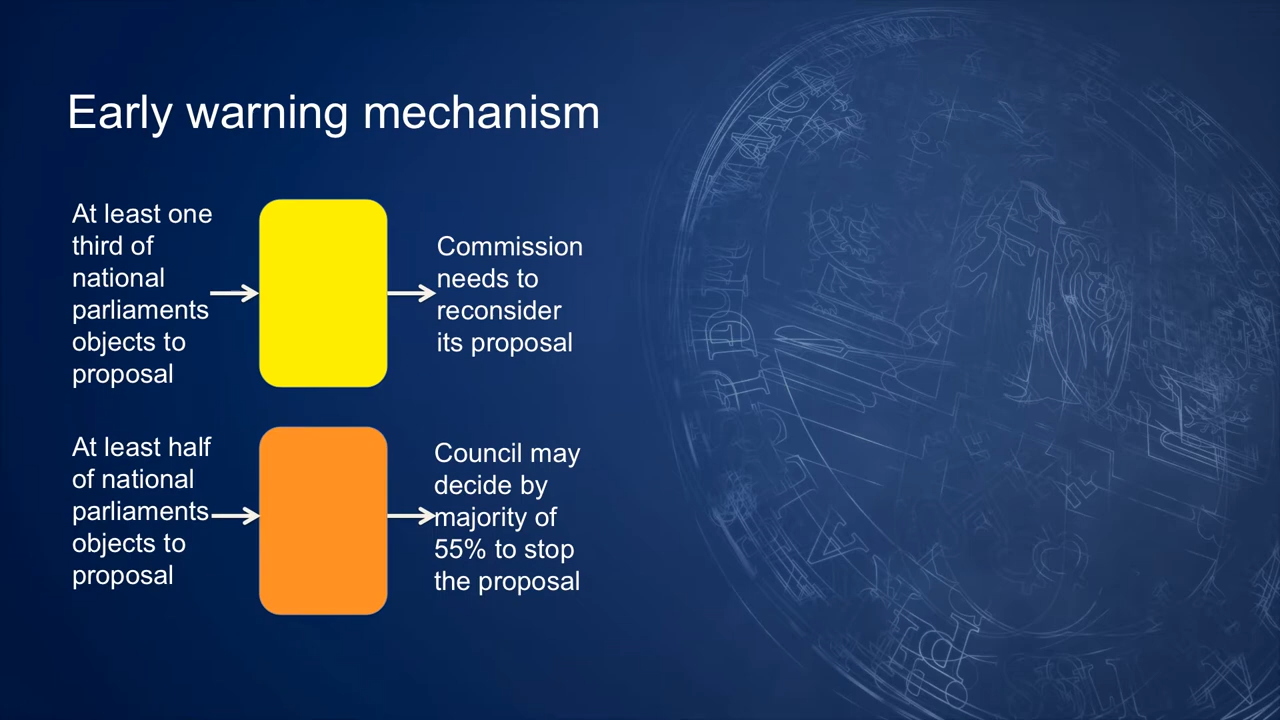 Early warning mechanism
At least one
third of
national
parliaments
objects to
proposal
Commission
needs to
reconsider
its proposal
At least half
of national
parliaments
objects to
proposal
Council may
decide by
majority of
55% to stop
the proposal